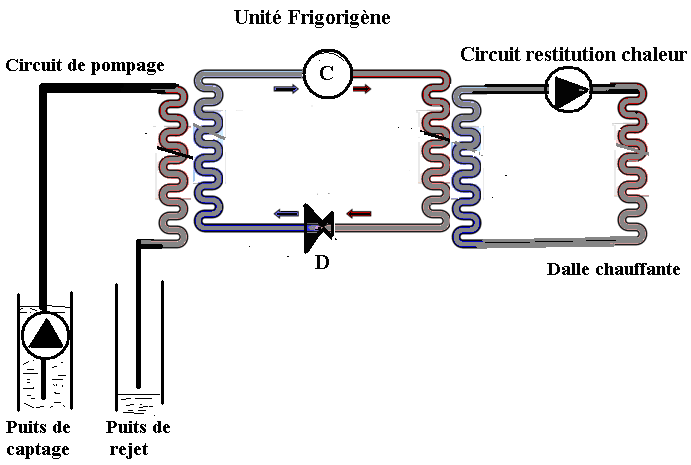 Unité Frigorigène
Circuit de pompage
C
Circuit restitution chaleur
D
Dalle chauffante
Puits de
captage
Puits de
rejet